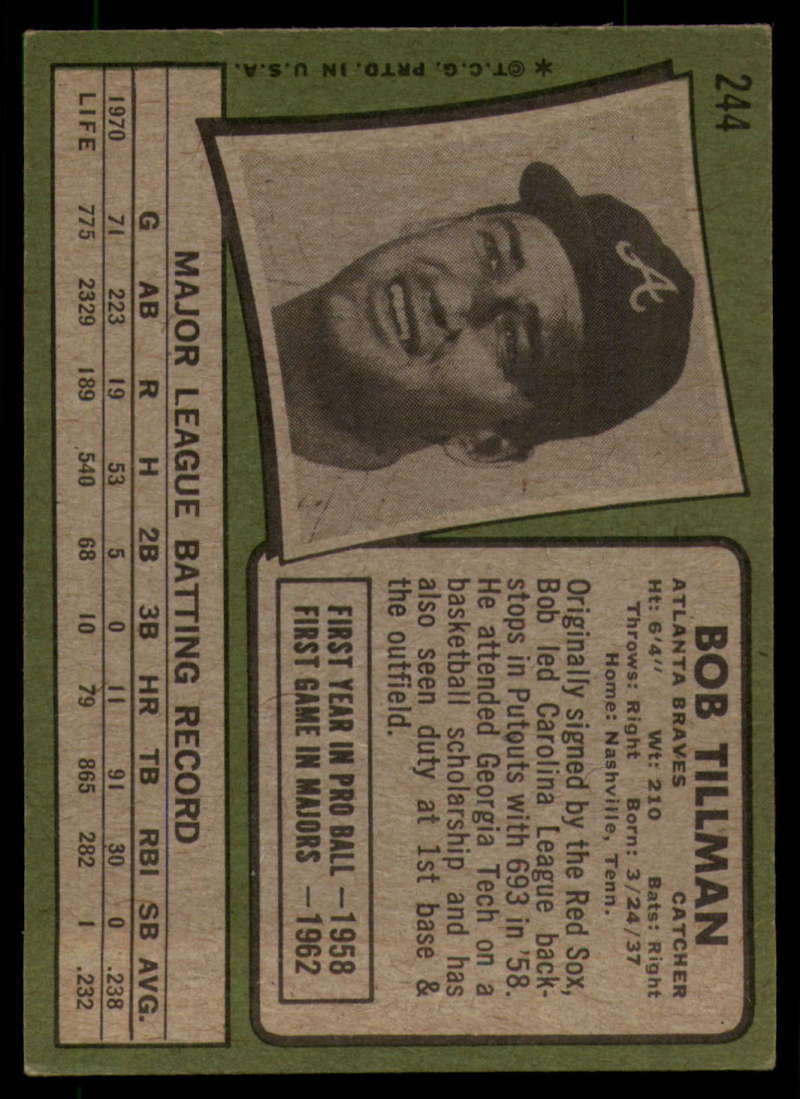 244
BOB TILLMAN
ATLANTA BRAVES CATCHER
Ht: 6'4" Wt: 210 Bats: Right
Throws: Right Born: 3/24/37
Home: Nashville, Tenn.
Originally signed by the Red Sox,
Bob led Carolina League back-
stops in Putouts with 693 in '58.
He attended Georgia Tech on a
basketball scholarship and has
also seen duty at 1st base &
the outfield.
FIRST YEAR IN PRO BALL—1958
FIRST GAME IN MAJORS—1962
A
MAJOR LEAGUE BATTING RECORD
G AB R H 2B 3B HR TB RBI SB AVG.
1970 71 223 19 53 5 0 11 91 30 0 .238
LIFE 775 2329 189 540 68 10 79 865 282 1 .232
*©T.C.G. PRTD. IN U.S.A.